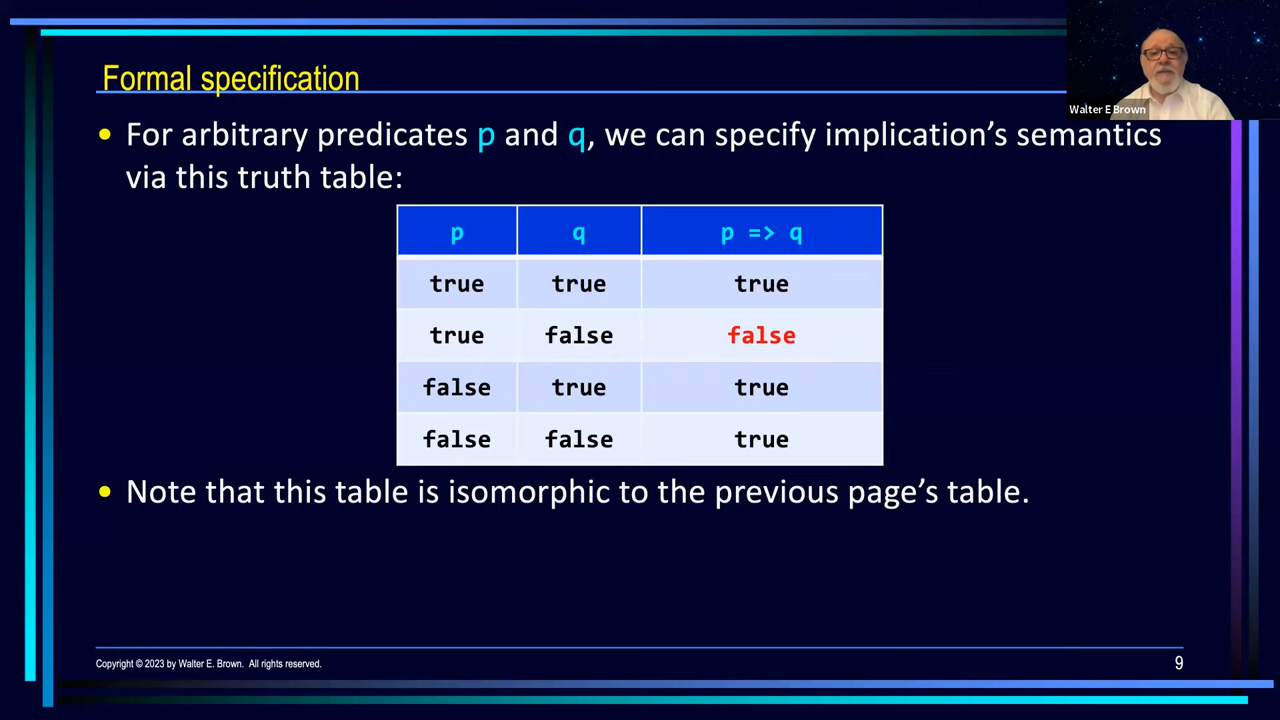 Formal specification
Walter E Brown
• For arbitrary predicates p and q, we can specify implication’s semantics
via this truth table:
p q p => q
true true true
true false false
false true true
false false true
• Note that this table is isomorphic to the previous page’s table.
Copyright © 2023 by Walter E. Brown. All rights reserved.
9